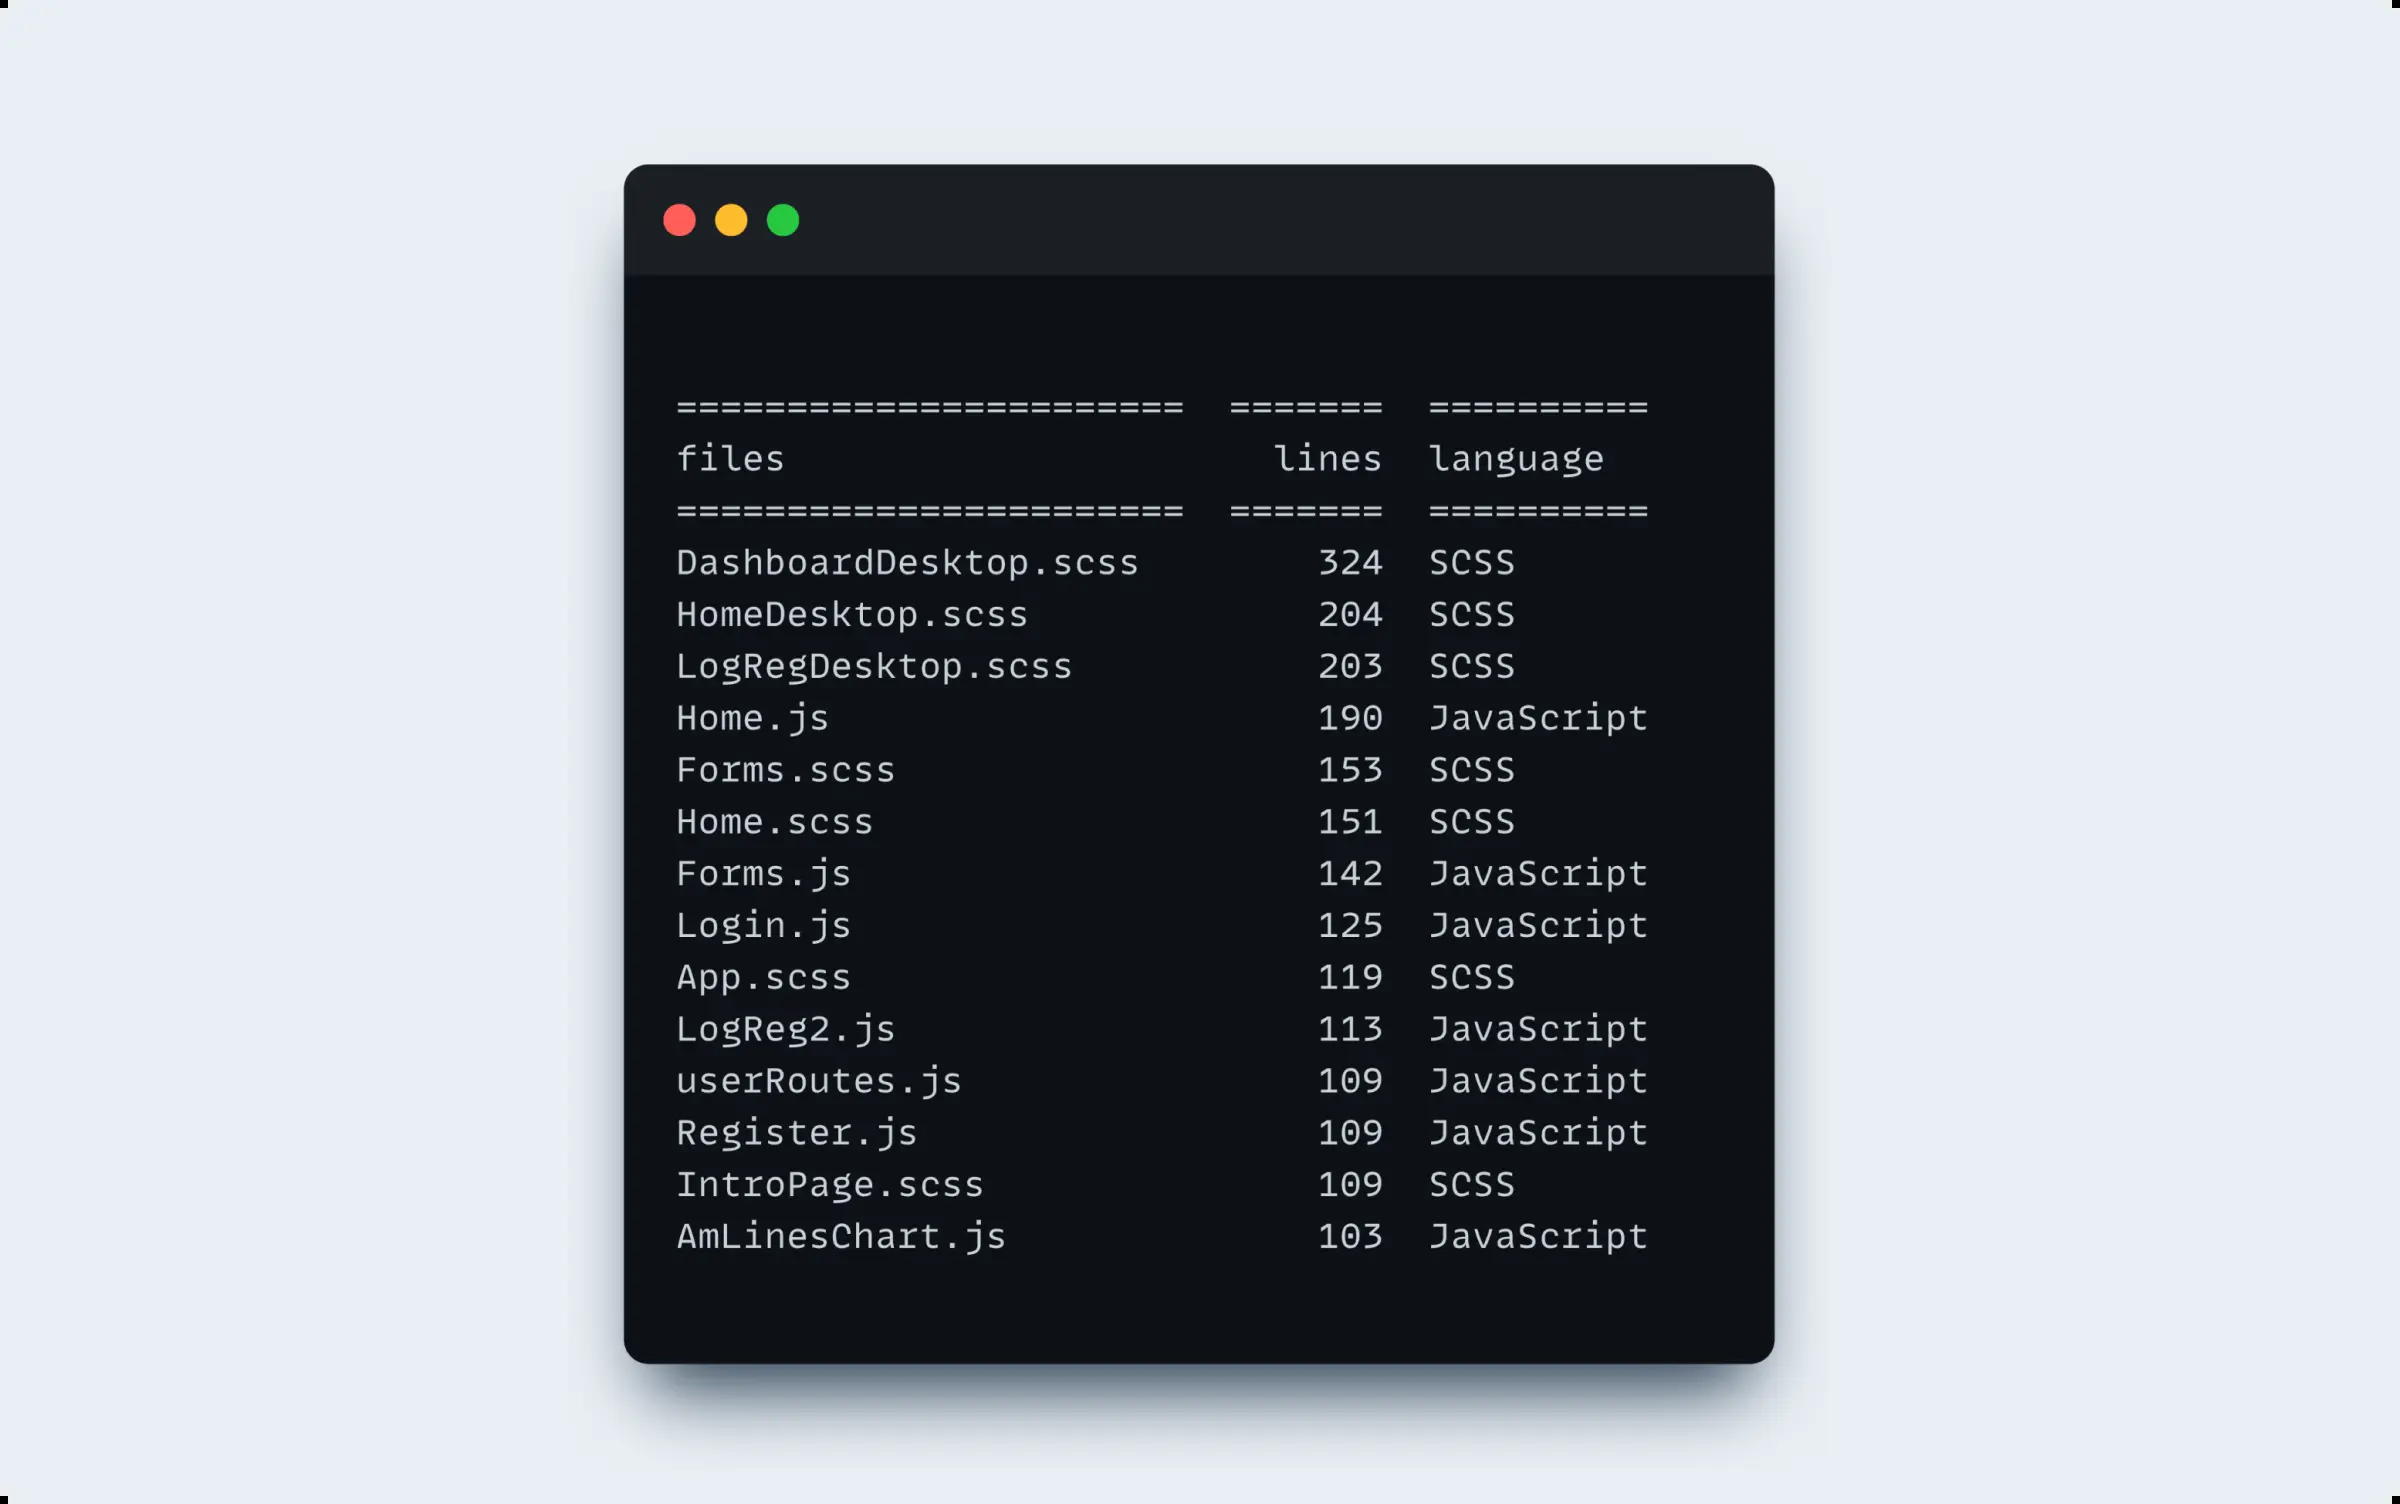 =======================  =======  ==========
files                      lines  language
=======================  =======  ==========
DashboardDesktop.scss        324  SCSS
HomeDesktop.scss             204  SCSS
LogRegDesktop.scss           203  SCSS
Home.js                      190  JavaScript
Forms.scss                   153  SCSS
Home.scss                    151  SCSS
Forms.js                     142  JavaScript
Login.js                     125  JavaScript
App.scss                     119  SCSS
LogReg2.js                   113  JavaScript
userRoutes.js                109  JavaScript
Register.js                  109  JavaScript
IntroPage.scss               109  SCSS
AmLinesChart.js              103  JavaScript